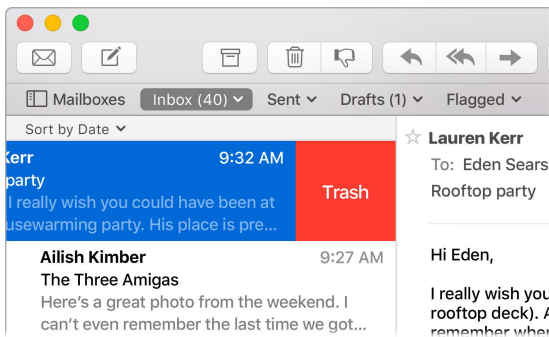 Mailboxes Inbox (40) Sent Drafts (1) Flagged
Sort by Date
Kerr 9:32 AM
party
I really wish you could have been at
usewarming party. His place is pre...
Trash
Ailish Kimber 9:27 AM
The Three Amigas
Here's a great photo from the weekend. I
can't even remember the last time we got...
Lauren Kerr
To: Eden Sears
Rooftop party
Hi Eden,
I really wish you
rooftop deck). A
remember when